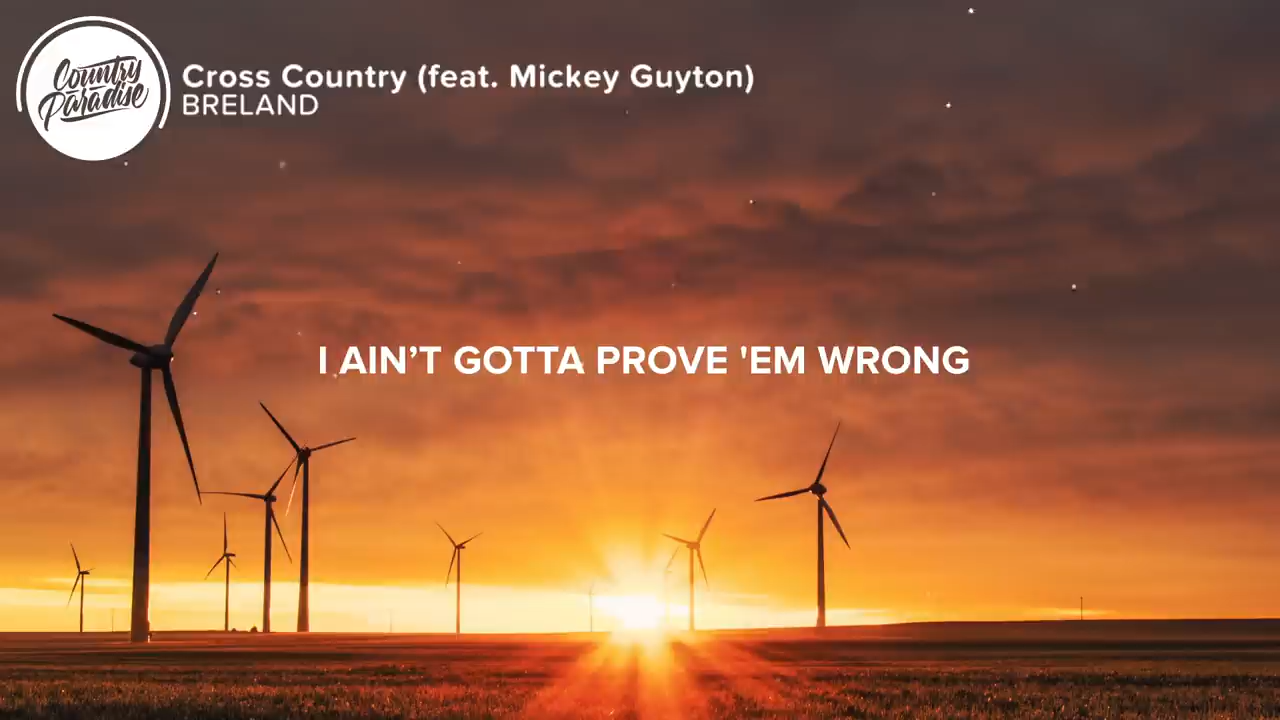 Country
Paradise
Cross Country (feat. Mickey Guyton)
BRELAND
I AIN’T GOTTA PROVE 'EM WRONG